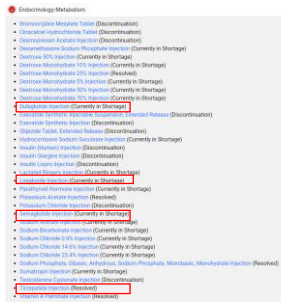 Endocrinology/Metabolism
Bromocriptine Mesylate Tablet (Discontinuation)
Cinacalcet Hydrochloride Tablet (Discontinuation)
Desmopressin Acetate Injection (Discontinuation)
Dexamethasone Sodium Phosphate Injection (Currently in Shortage)
Dextrose 50% Injection (Currently in Shortage)
Dextrose Monohydrate 10% Injection (Currently in Shortage)
Dextrose Monohydrate 25% Injection (Resolved)
Dextrose Monohydrate 5% Injection (Currently in Shortage)
Dextrose Monohydrate 50% Injection (Currently in Shortage)
Dextrose Monohydrate 70% Injection (Currently in Shortage)
Dulaglutide Injection (Currently in Shortage)
Exenatide Synthetic Injectable Suspension, Extended Release (Discontinuation)
Exenatide Synthetic Injection (Discontinuation)
Glipizide Tablet, Extended Release (Discontinuation)
Hydrocortisone Sodium Succinate Injection (Currently in Shortage)
Insulin (Human) Injection (Discontinuation)
Insulin Glargine Injection (Discontinuation)
Insulin Lispro Injection (Discontinuation)
Lactated Ringers Injection (Currently in Shortage)
Liraglutide Injection (Currently in Shortage)
Parathyroid Hormone Injection (Discontinuation)
Potassium Acetate Injection (Resolved)
Potassium Chloride Injection (Discontinuation)
Semaglutide Injection (Currently in Shortage)
Sodium Acetate Injection (Currently in Shortage)
Sodium Bicarbonate Injection (Currently in Shortage)
Sodium Chloride 0.9% Injection (Currently in Shortage)
Sodium Chloride 14.6% Injection (Currently in Shortage)
Sodium Chloride 23.4% Injection (Currently in Shortage)
Sodium Phosphate, Dibasic, Anhydrous, Sodium Phosphate, Monobasic, Monohydrate Injection (Resolved)
Somatropin Injection (Currently in Shortage)
Testosterone Cypionate Injection (Discontinuation)
Tirzepatide Injection (Resolved)
Vitamin A Palmitate Injection (Resolved)